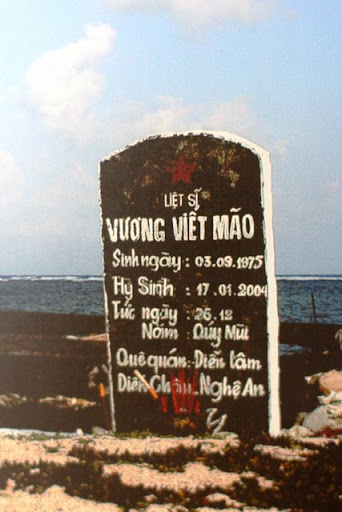 LIỆT SĨ
VƯƠNG VIẾT MÃO
Sinh ngày : 03.09.1975
Hy Sinh : 17.01.2004
Tức ngày : 26.12
Năm : Qúy Mùi
Quê quán : Diễn Lâm
Diễn Châu Nghệ An